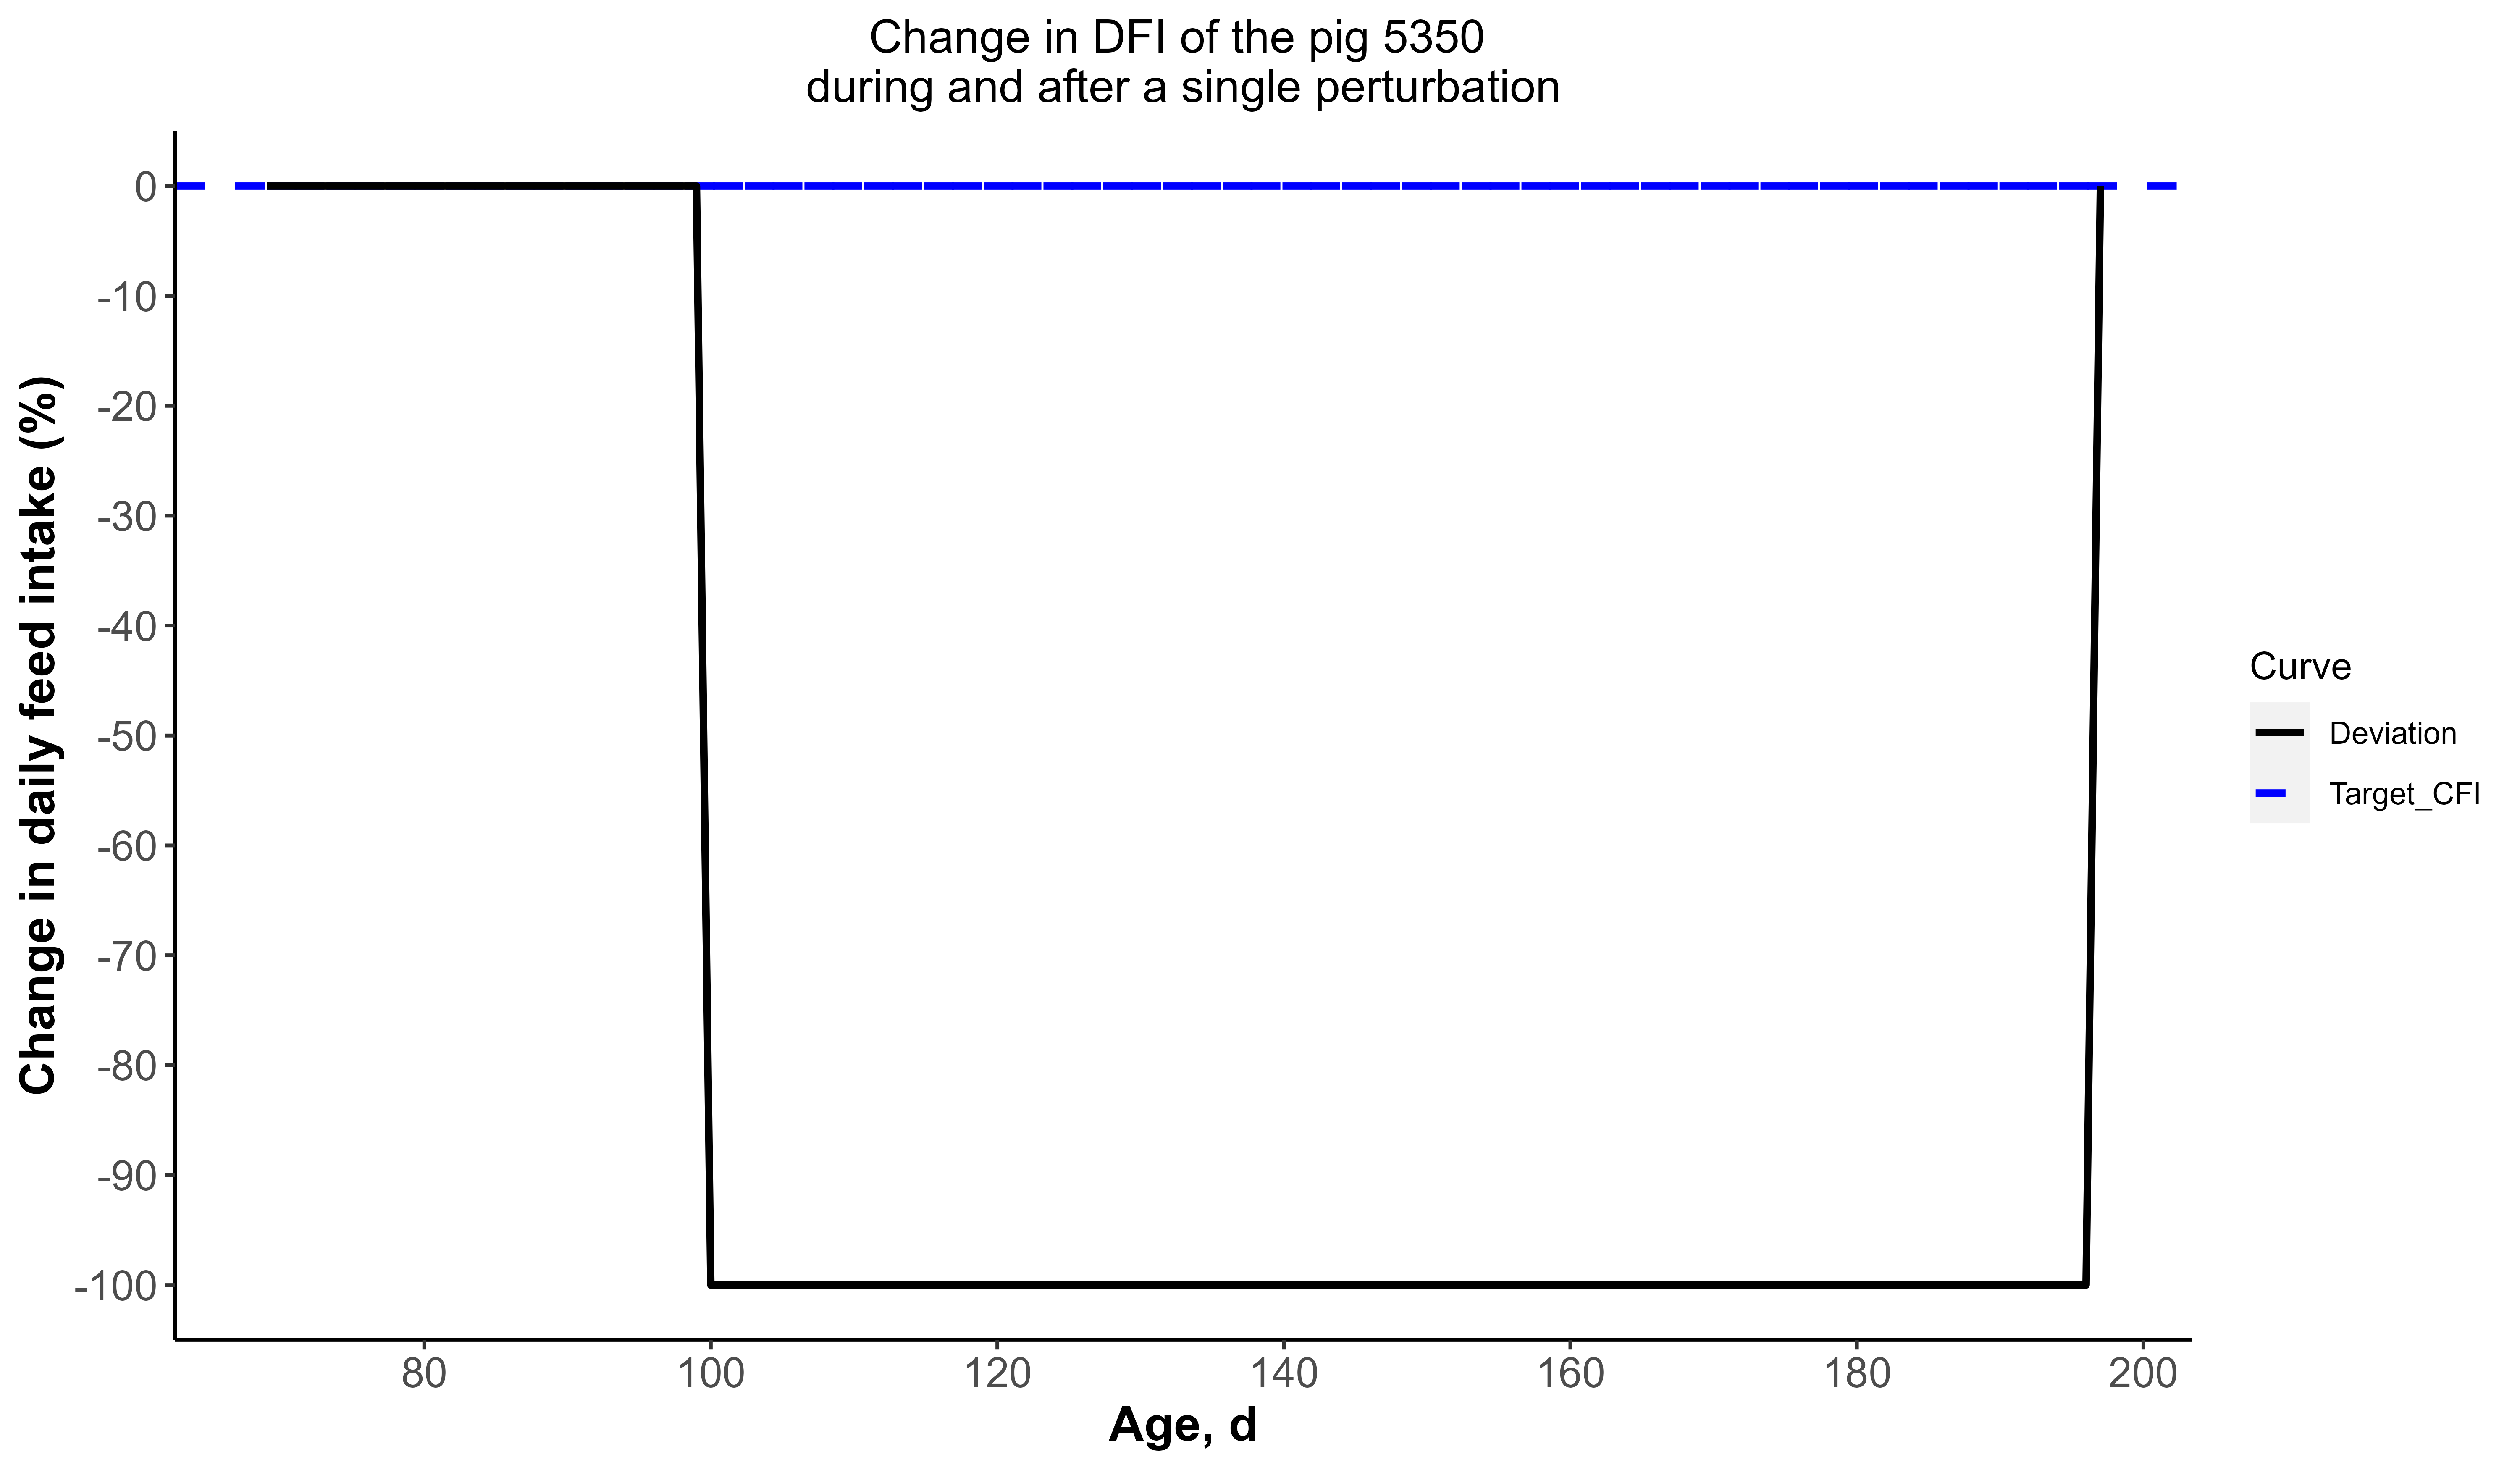 Change in DFI of the pig 5350
during and after a single perturbation
Change in daily feed intake (%)
0
-10
-20
-30
-40
-50
-60
-70
-80
-90
-100
80 100 120 140 160 180 200
Age, d
Curve
Deviation
Target_CFI